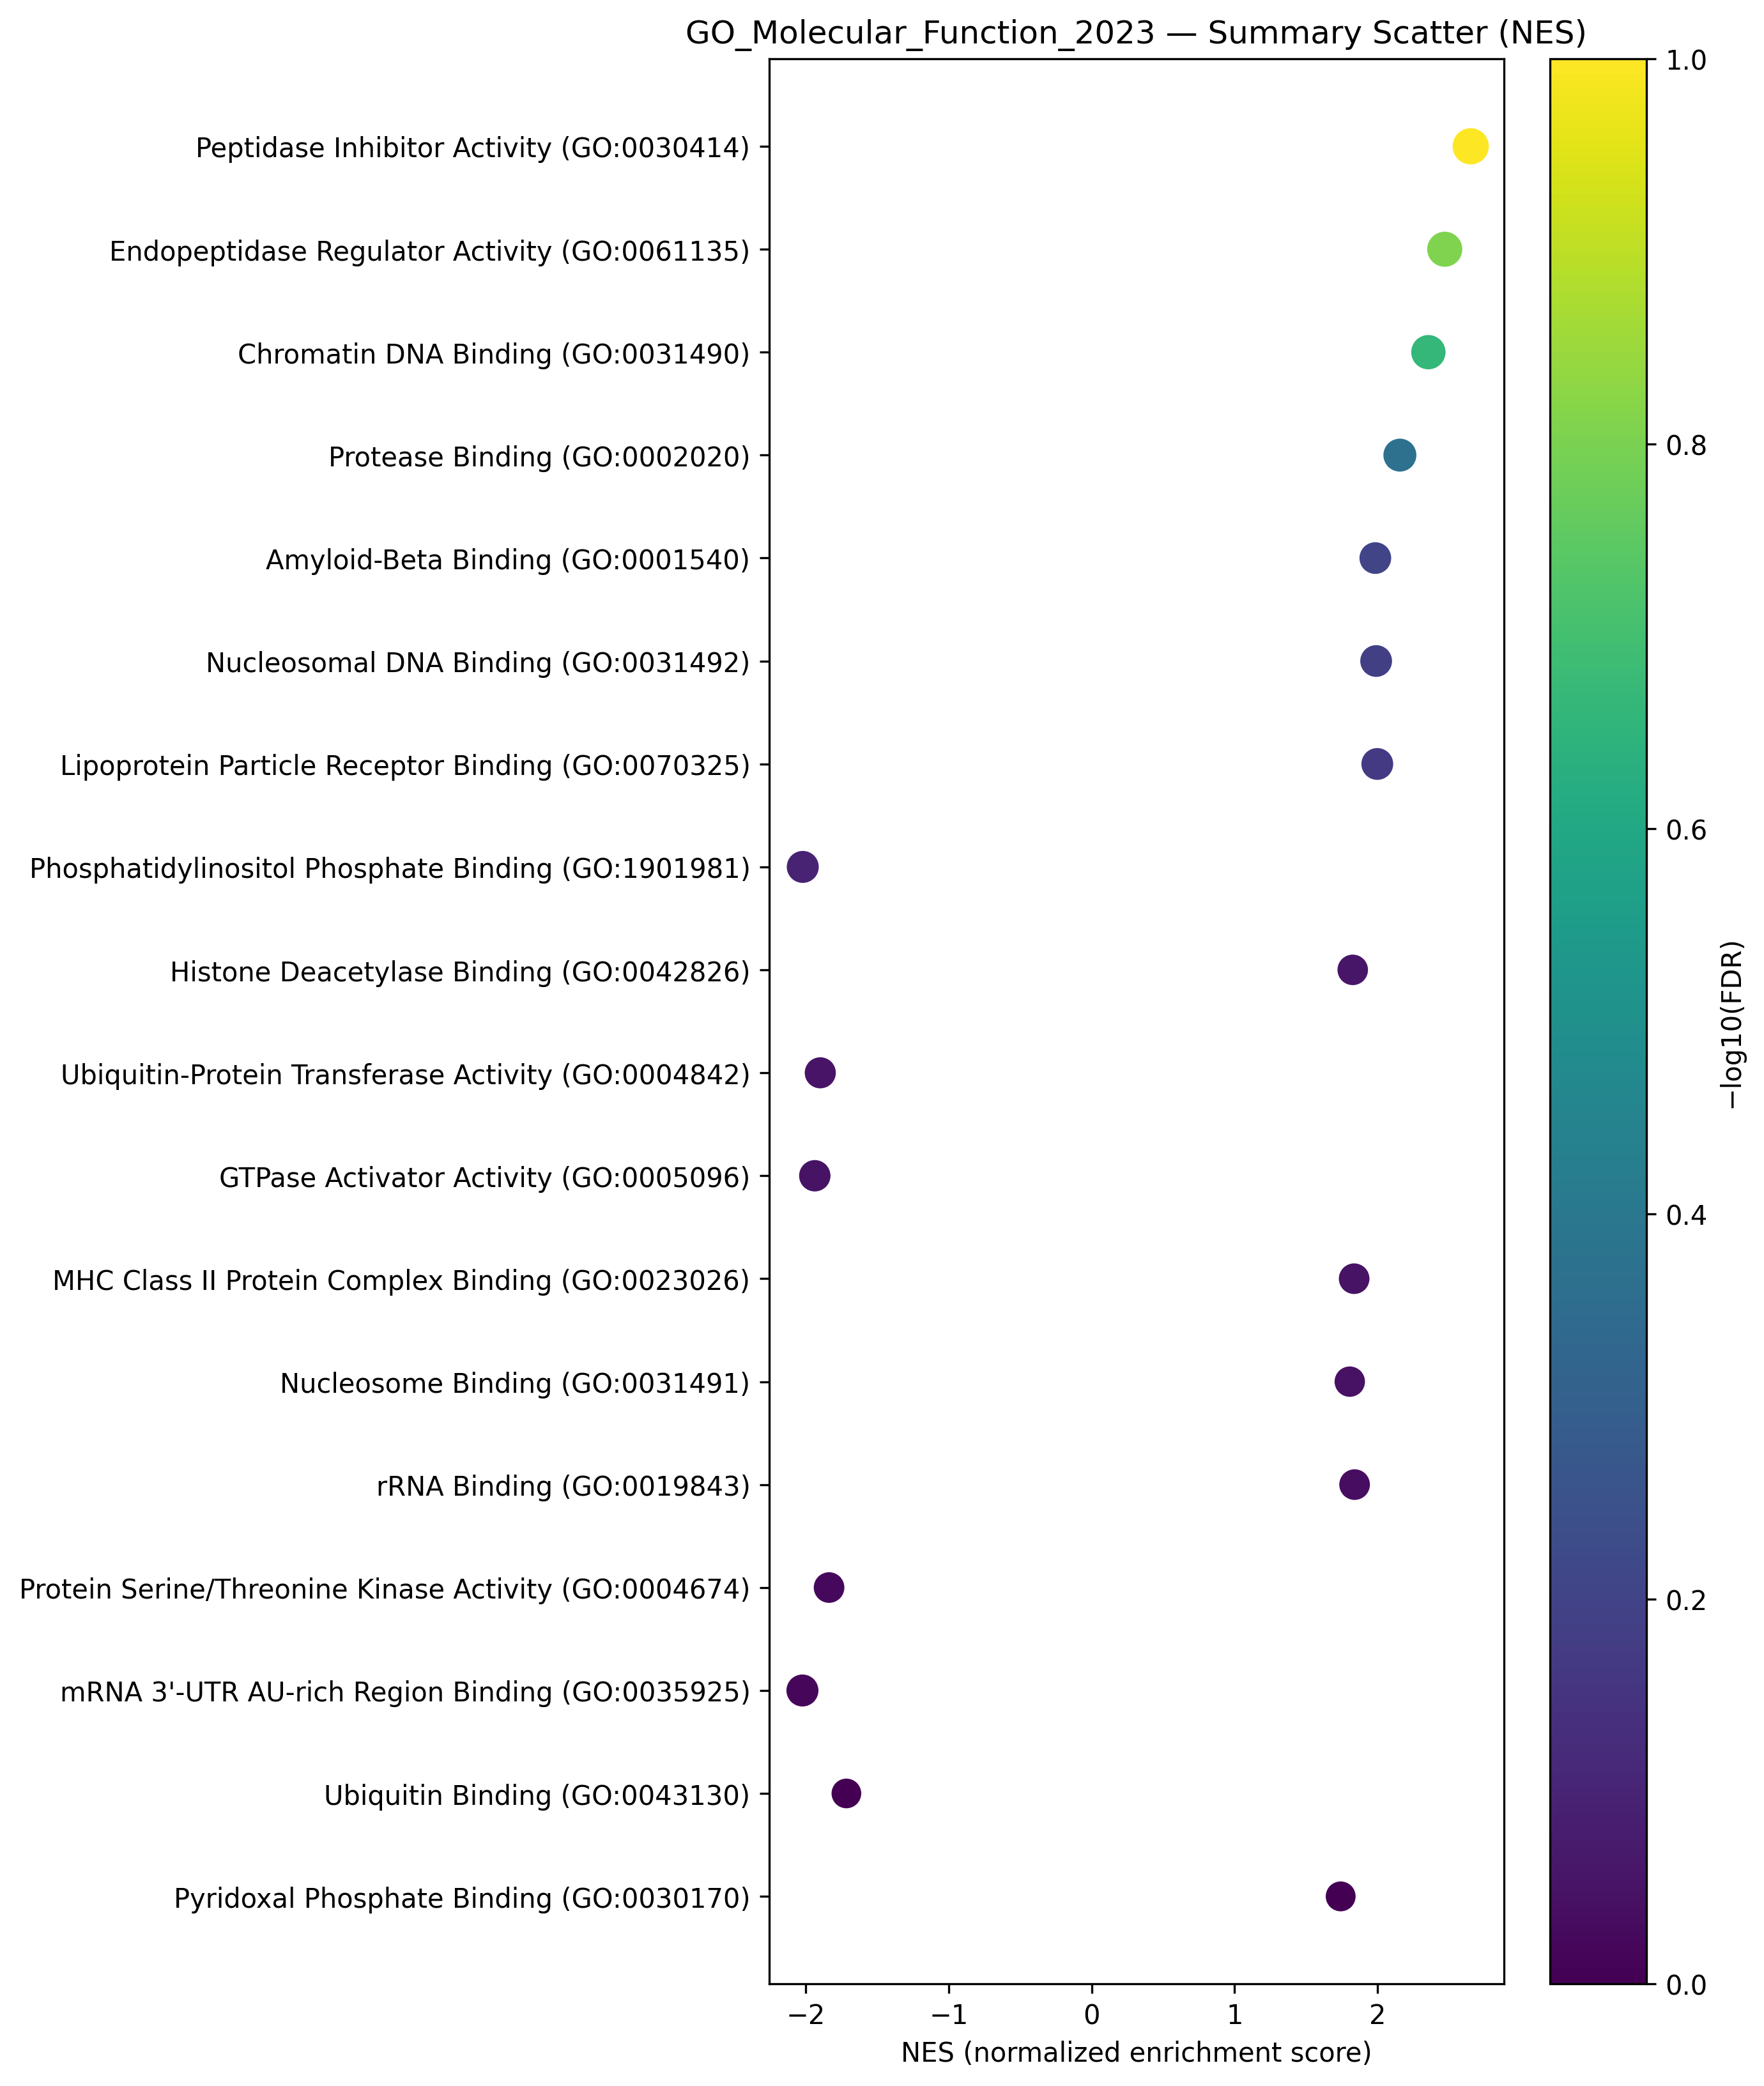 GO_Molecular_Function_2023 — Summary Scatter (NES)
Peptidase Inhibitor Activity (GO:0030414)
Endopeptidase Regulator Activity (GO:0061135)
Chromatin DNA Binding (GO:0031490)
Protease Binding (GO:0002020)
Amyloid-Beta Binding (GO:0001540)
Nucleosomal DNA Binding (GO:0031492)
Lipoprotein Particle Receptor Binding (GO:0070325)
Phosphatidylinositol Phosphate Binding (GO:1901981)
Histone Deacetylase Binding (GO:0042826)
Ubiquitin-Protein Transferase Activity (GO:0004842)
GTPase Activator Activity (GO:0005096)
MHC Class II Protein Complex Binding (GO:0023026)
Nucleosome Binding (GO:0031491)
rRNA Binding (GO:0019843)
Protein Serine/Threonine Kinase Activity (GO:0004674)
mRNA 3'-UTR AU-rich Region Binding (GO:0035925)
Ubiquitin Binding (GO:0043130)
Pyridoxal Phosphate Binding (GO:0030170)
−2 −1 0 1 2
NES (normalized enrichment score)
1.0
0.8
0.6
0.4
0.2
0.0
−log10(FDR)